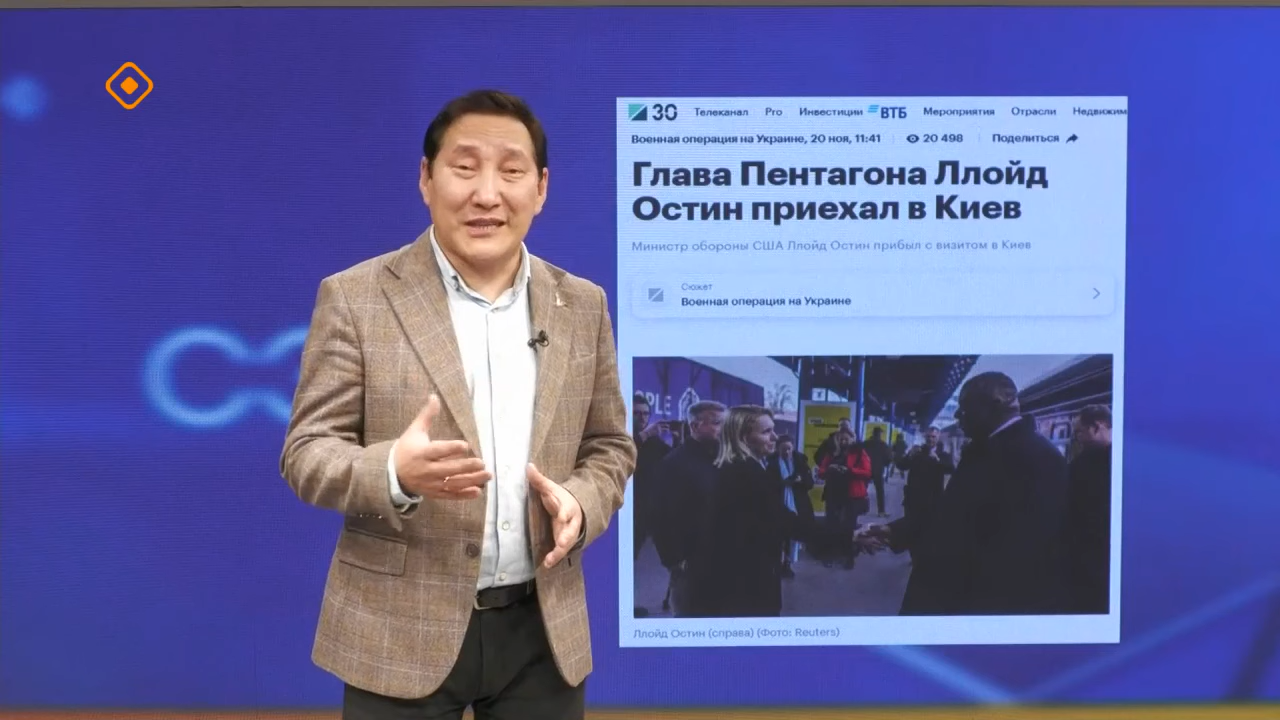 30 Телеканал Pro Инвестиции ВТБ Мероприятия Отрасли Недвижим
Военная операция на Украине, 20 ноя, 11:41 20 498 Поделиться
Глава Пентагона Ллойд
Остин приехал в Киев
Министр обороны США Ллойд Остин прибыл с визитом в Киев
Сюжет
Военная операция на Украине
PLE
Ллойд Остин (справа) (Фото: Reuters)